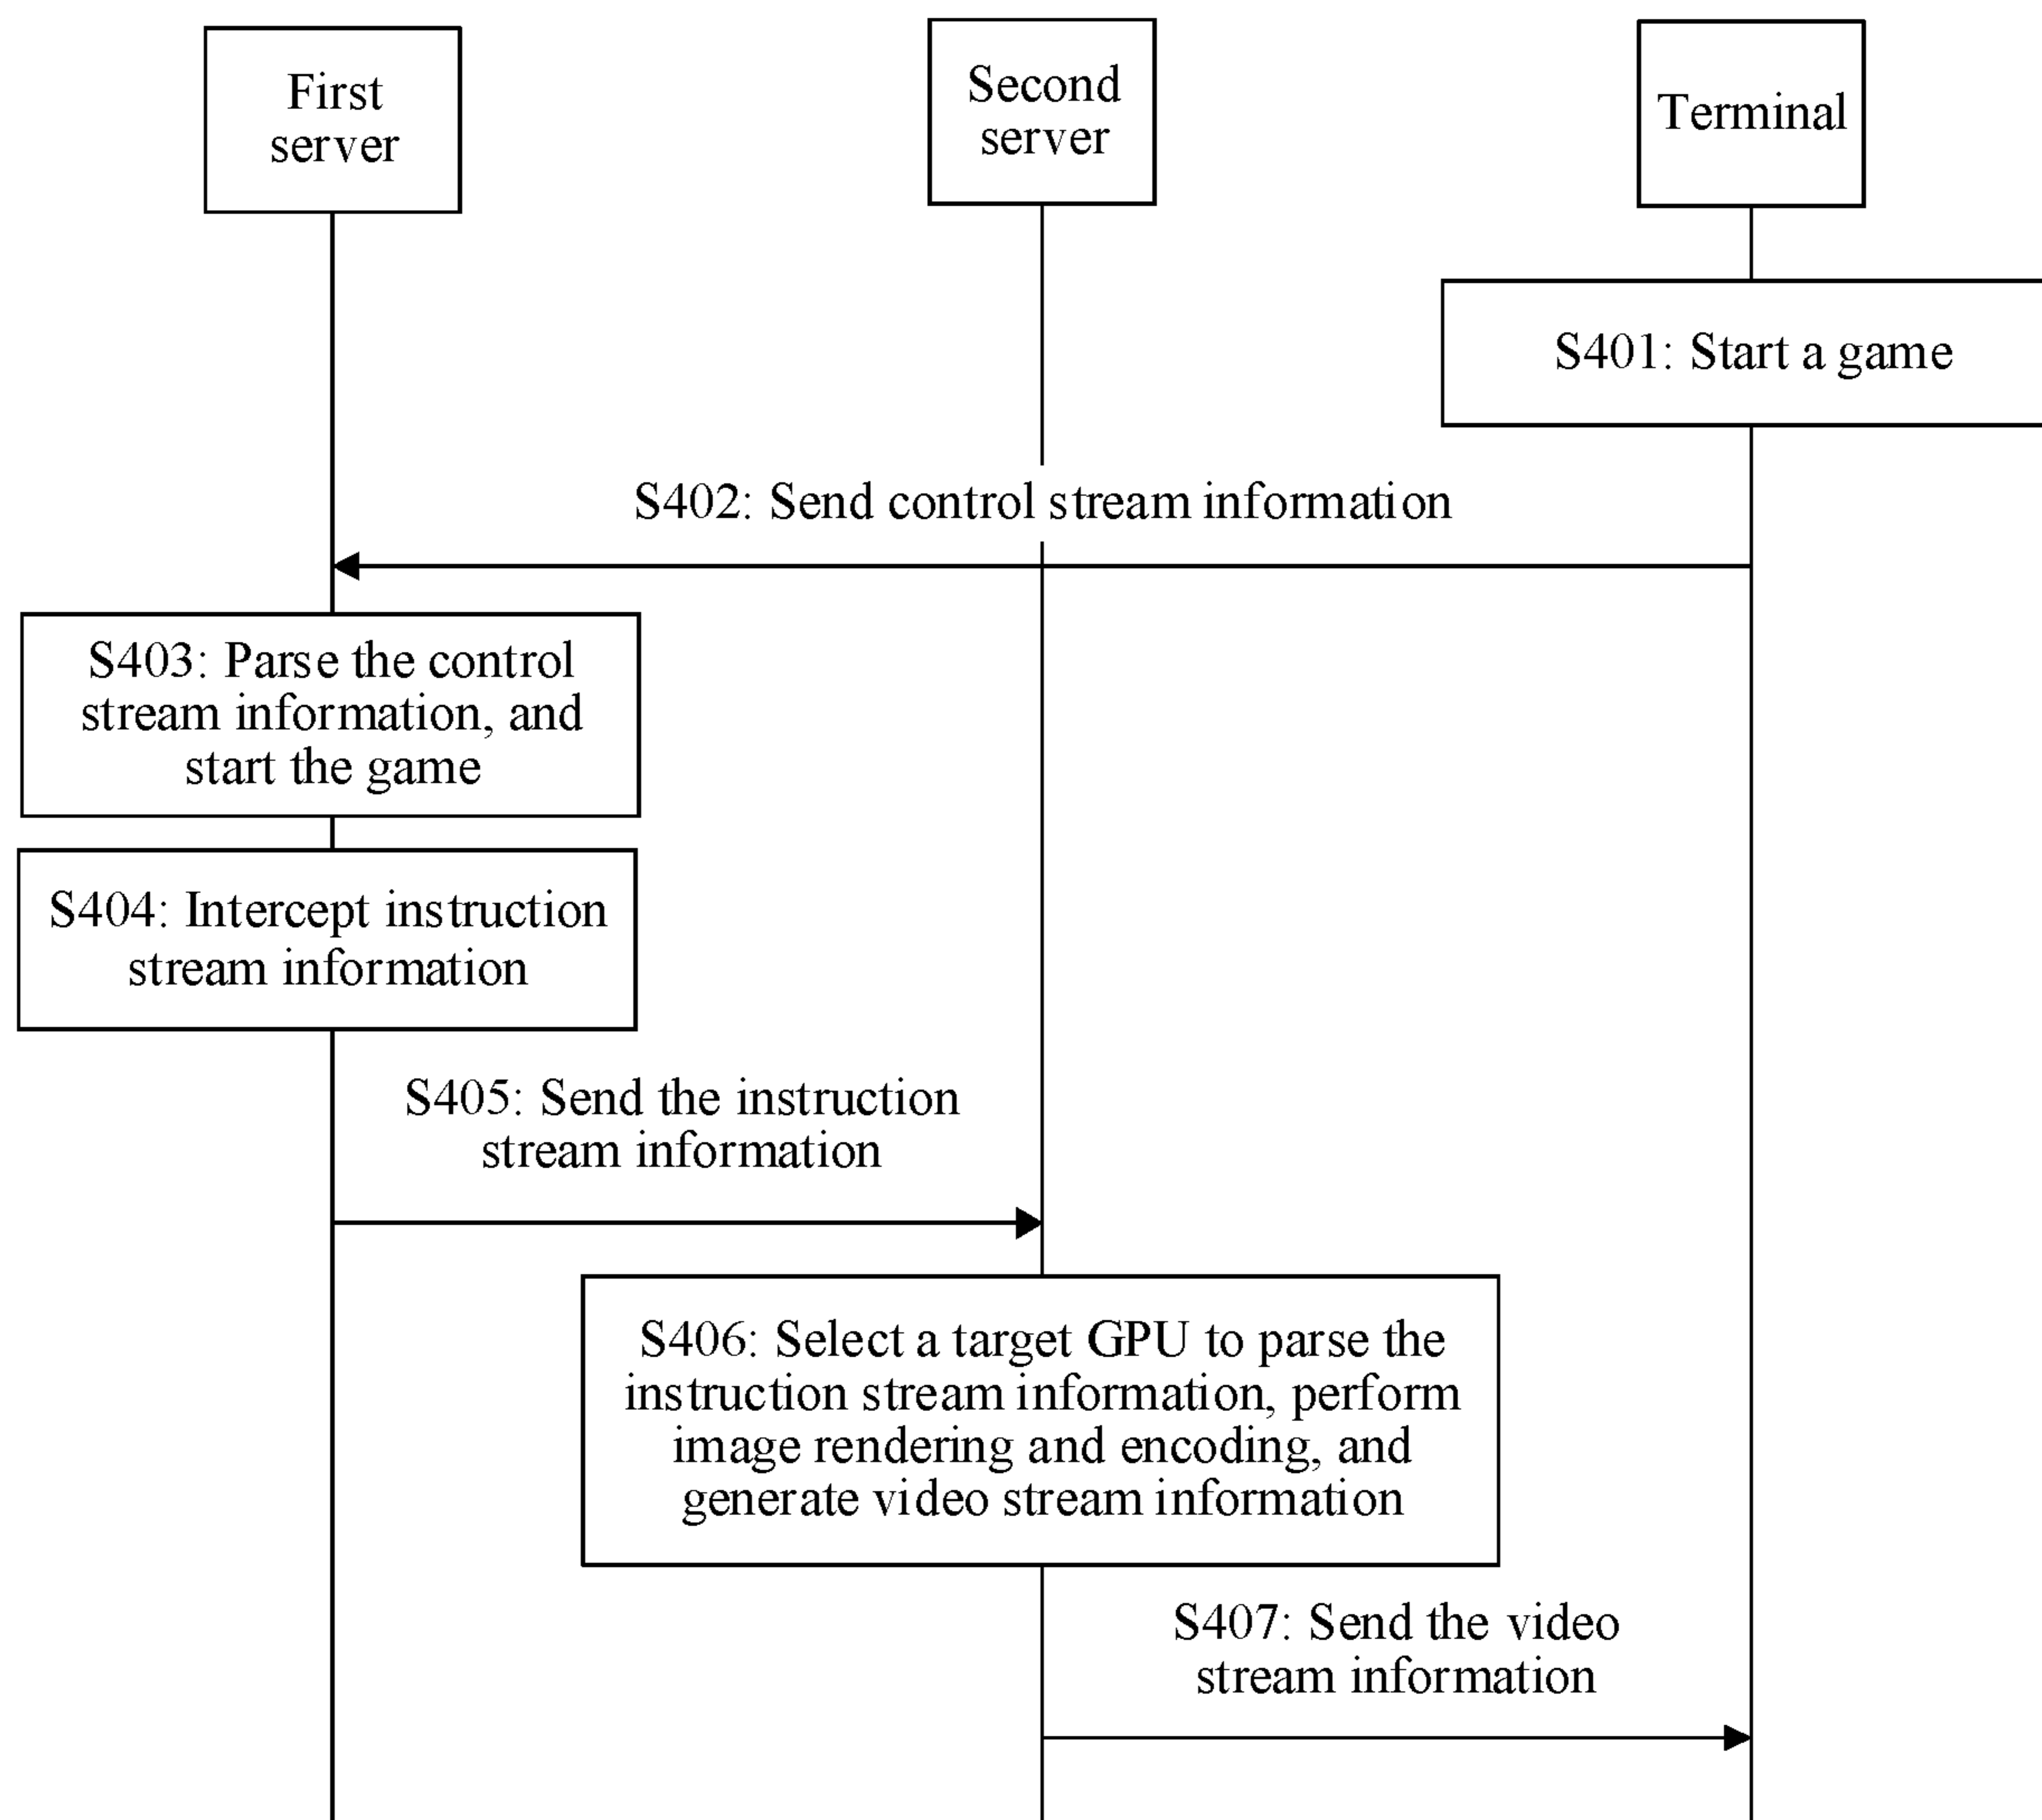 First
server
Second
server
Terminal
S401: Start a game
S402: Send control stream information
S403: Parse the control
stream information, and
start the game
S404: Intercept instruction
stream information
S405: Send the instruction
stream information
S406: Select a target GPU to parse the
instruction stream information, perform
image rendering and encoding, and
generate video stream information
S407: Send the video
stream information